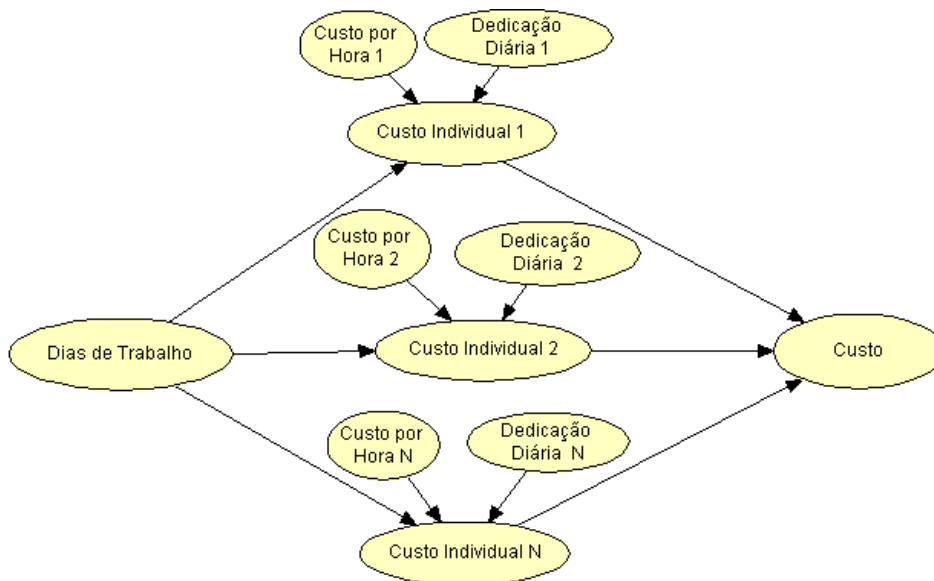 Custo por
Hora 1
Dedicação
Diária 1
Custo Individual 1
Custo por
Hora 2
Dedicação
Diária 2
Dias de Trabalho
Custo Individual 2
Custo
Custo por
Hora N
Dedicação
Diária N
Custo Individual N